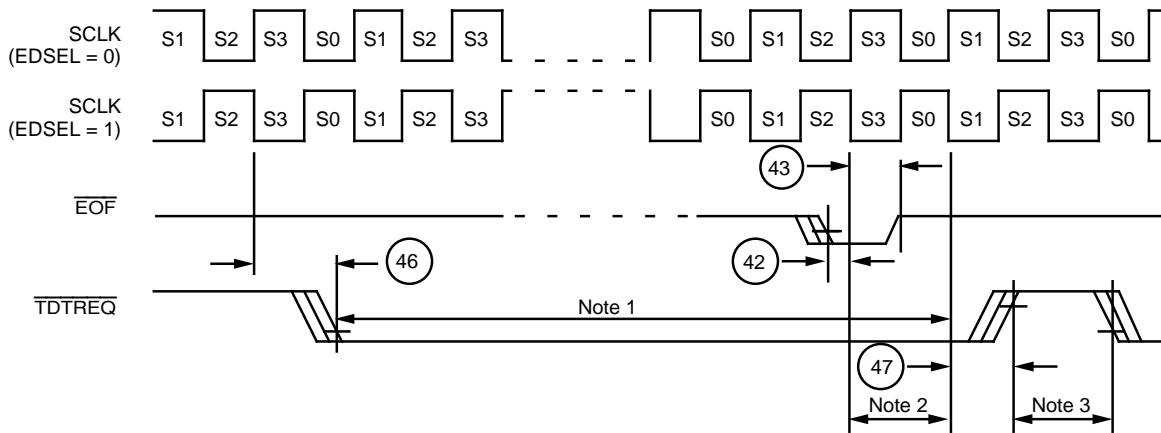 SCLK
(EDSEL = 0)
S1 S2 S3 S0 S1 S2 S3 S0 S1 S2 S3 S0 S1 S2 S3 S0
SCLK
(EDSEL = 1)
S1 S2 S3 S0 S1 S2 S3 S0 S1 S2 S3 S0 S1 S2 S3 S0
43
EOF
46
42
TDTREQ
Note 1
47
Note 2
Note 3